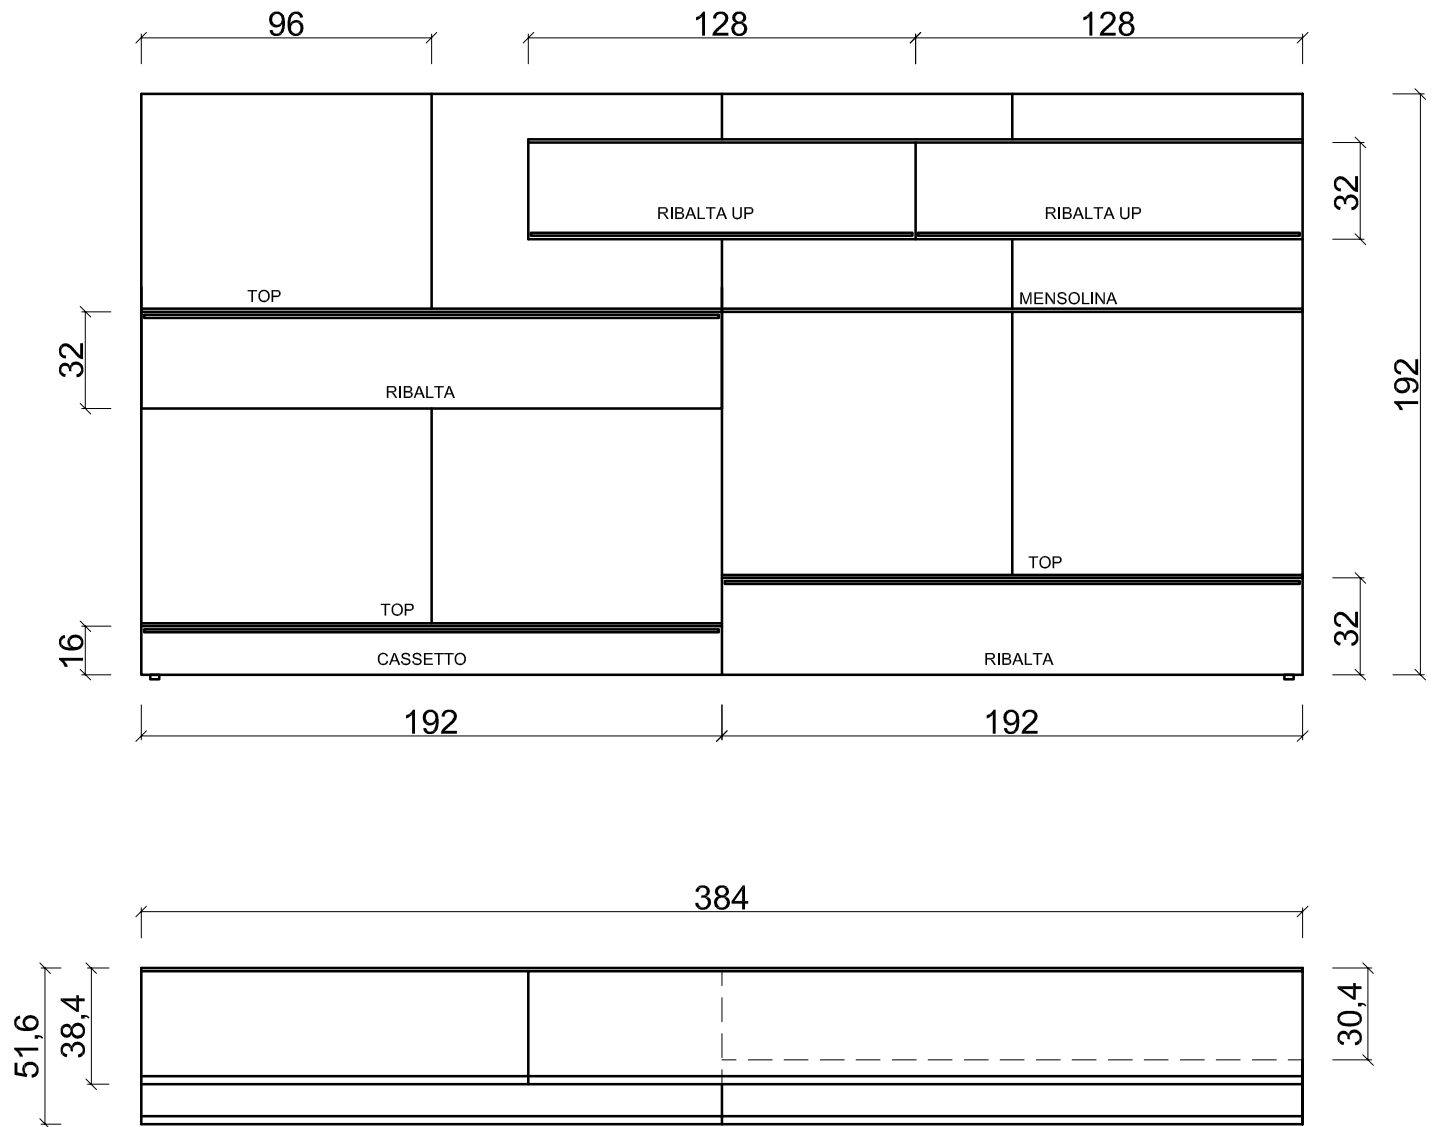 96 128 128
RIBALTA UP RIBALTA UP
32
TOP MENSOLINA
32
RIBALTA
192
TOP
TOP
16
CASSETTO RIBALTA
32
192 192
384
51,6
38,4
30,4